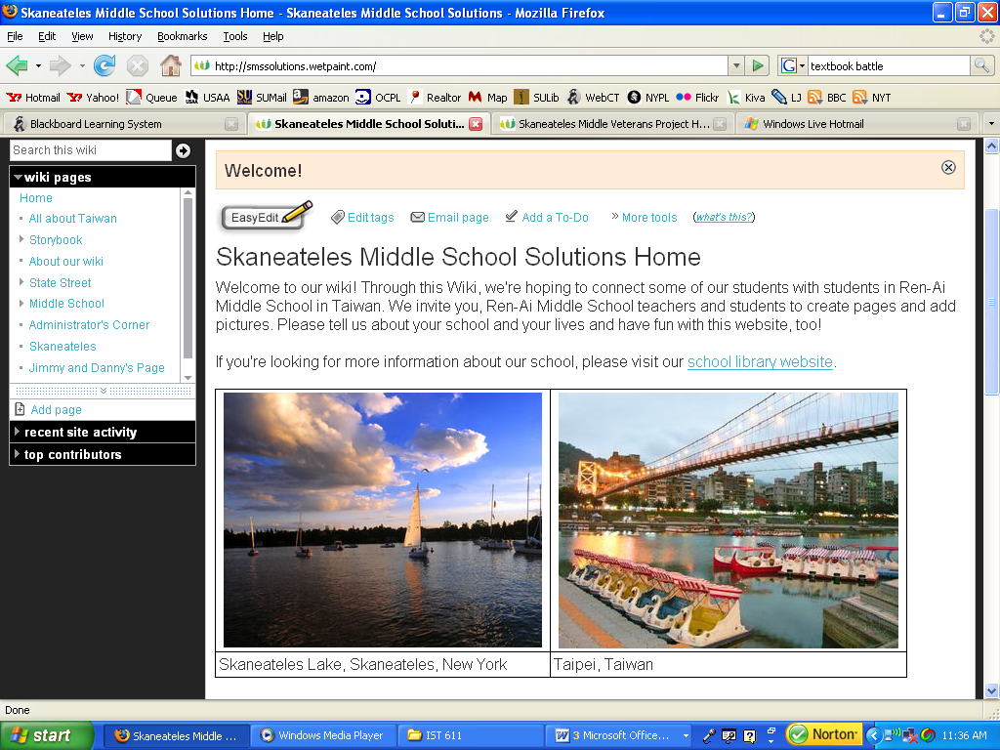 Skaneateles Middle School Solutions Home - Skaneateles Middle School Solutions - Mozilla Firefox
File Edit View History Bookmarks Tools Help
http://smssolutions.wetpaint.com/
G textbook battle
Hotmail Yahoo! Queue USAA SUMail amazon OCPL Realtor Map SULib WebCT NYPL Flickr Kiva LJ BBC NYT
Blackboard Learning System Skaneateles Middle School Soluti... Skaneateles Middle Veterans Project H... Windows Live Hotmail
Search this wiki
wiki pages
Home
All about Taiwan
Storybook
About our wiki
State Street
Middle School
Administrator's Corner
Skaneateles
Jimmy and Danny's Page
Add page
recent site activity
top contributors
Welcome!
EasyEdit Edit tags Email page Add a To-Do » More tools (what's this?)
Skaneateles Middle School Solutions Home
Welcome to our wiki! Through this Wiki, we're hoping to connect some of our students with students in Ren-Ai
Middle School in Taiwan. We invite you, Ren-Ai Middle School teachers and students to create pages and add
pictures. Please tell us about your school and your lives and have fun with this website, too!
If you're looking for more information about our school, please visit our school library website.
Skaneateles Lake, Skaneateles, New York
Taipei, Taiwan
Done
start Skaneateles Middle ... Windows Media Player IST 611 3 Microsoft Office... Norton 11:36 AM